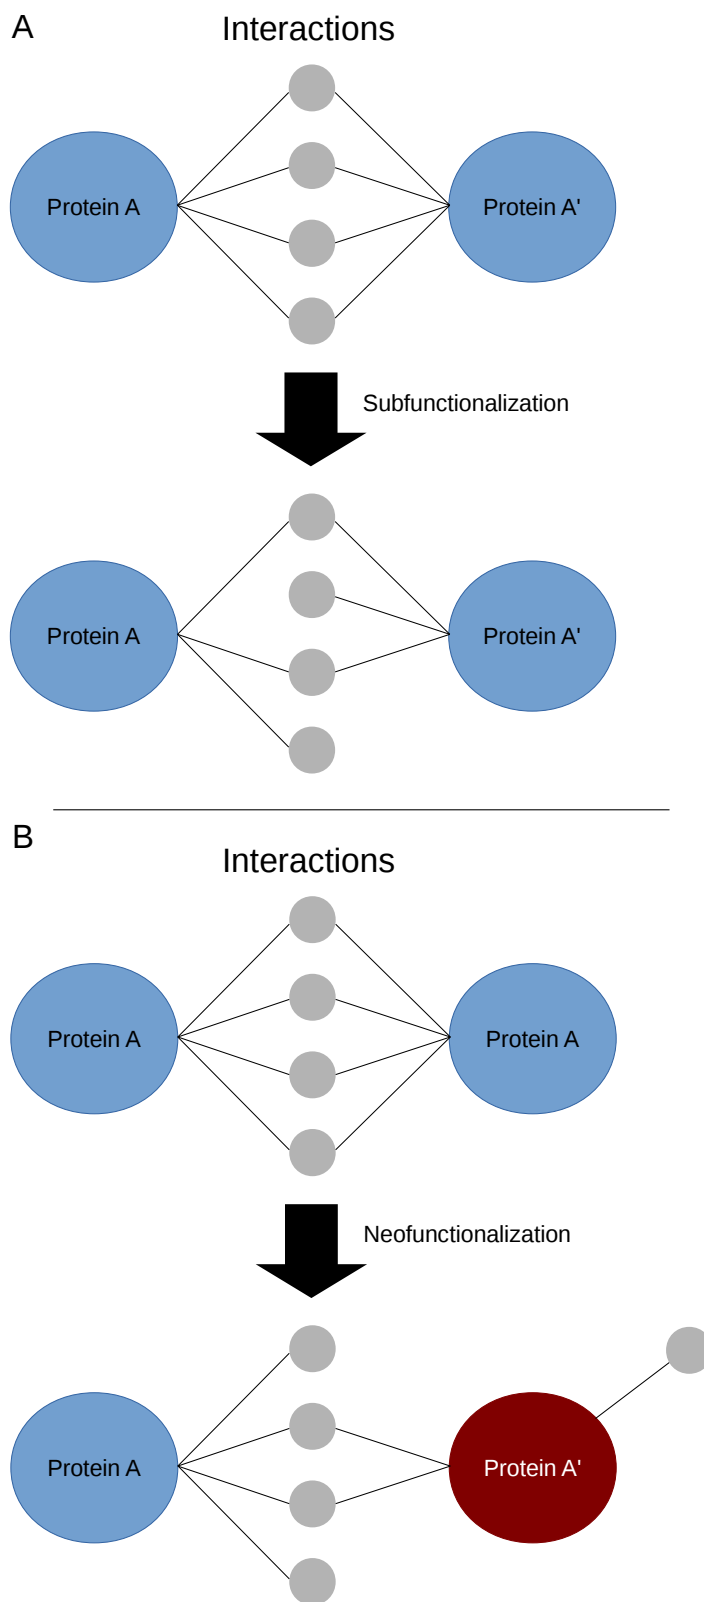 A
Interactions
Protein A
Protein A'
Subfunctionalization
Protein A
Protein A'
B
Interactions
Protein A
Protein A
Neofunctionalization
Protein A
Protein A'